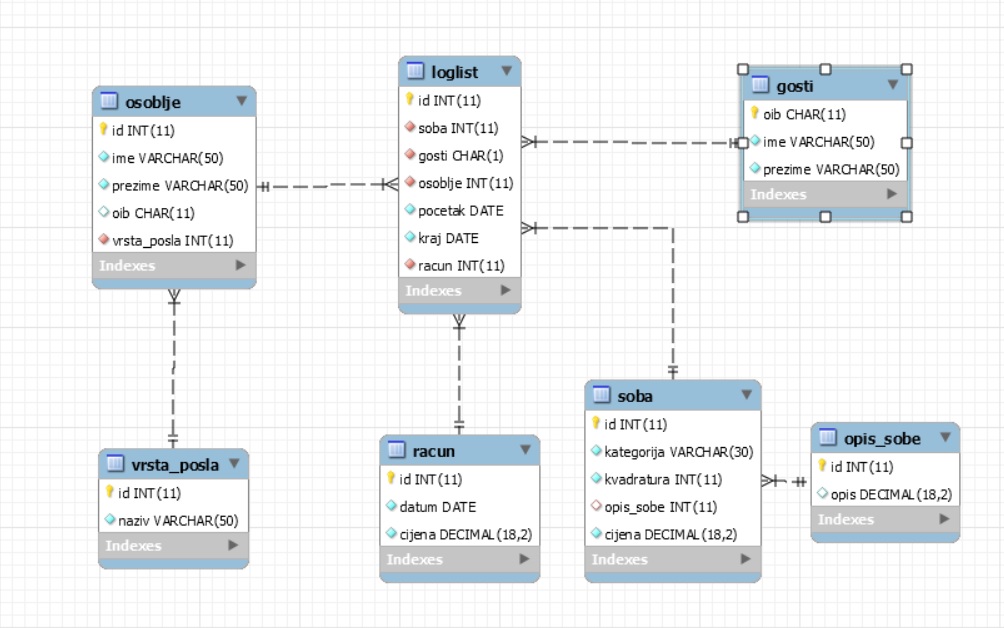 osoblje
id INT(11)
ime VARCHAR(50)
prezime VARCHAR(50)
oib CHAR(11)
vrsta_posla INT(11)
Indexes
loglist
id INT(11)
soba INT(11)
gosti CHAR(1)
osoblje INT(11)
pocetak DATE
kraj DATE
racun INT(11)
Indexes
gosti
oib CHAR(11)
ime VARCHAR(50)
prezime VARCHAR(50)
Indexes
vrsta_posla
id INT(11)
naziv VARCHAR(50)
Indexes
racun
id INT(11)
datum DATE
cijena DECIMAL(18,2)
Indexes
soba
id INT(11)
kategorija VARCHAR(30)
kvadratura INT(11)
opis_sobe INT(11)
cijena DECIMAL(18,2)
Indexes
opis_sobe
id INT(11)
opis DECIMAL(18,2)
Indexes